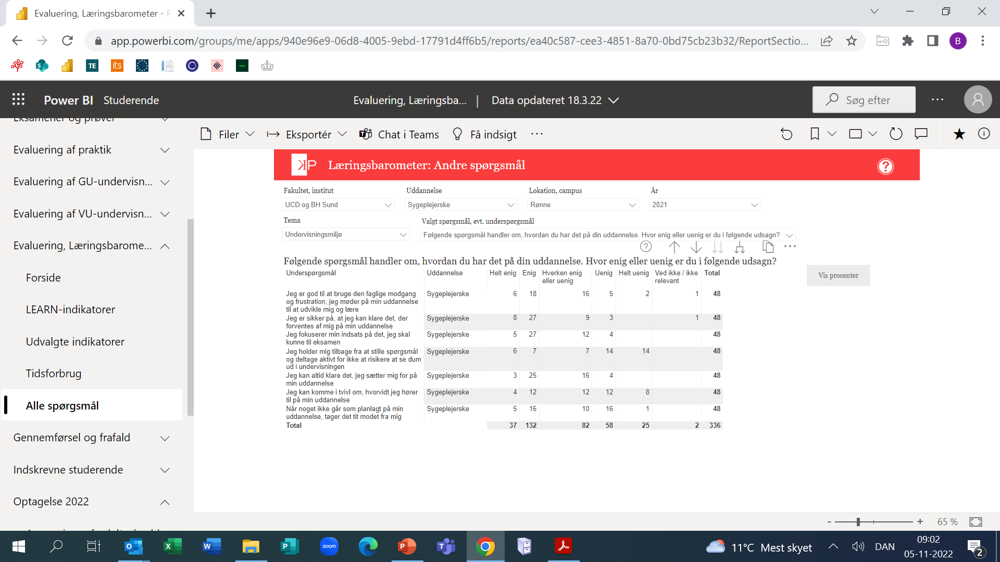 Evaluering, Læringsbarometer - P
app.powerbi.com/groups/me/apps/940e96e9-06d8-4005-9ebd-17791d4ff6b5/reports/ea40c587-cee3-4851-8a70-0bd75cb23b32/ReportSectio...
B
S TE its
Power BI Studerende
Evaluering, Læringsba... | Data opdateret 18.3.22
Søg efter
Eksamener og prøver
Evaluering af praktik
Evaluering af GU-undervisn...
Evaluering af VU-undervisn...
Evaluering, Læringsbarome...
Forside
LEARN-indikatorer
Udvalgte indikatorer
Tidsforbrug
Alle spørgsmål
Gennemførsel og frafald
Indskrevne studerende
Optagelse 2022
Filer Eksportér Chat i Teams Få indsigt ...
KP Læringsbarometer: Andre spørgsmål
Fakultet, institut Uddannelse Lokation, campus År
UCD og BH Sund Sygeplejerske Rønne 2021
Tema Valgt spørgsmål, evt. underspørgsmål
Undervisningsmiljø Følgende spørgsmål handler om, hvordan du har det på din uddannelse. Hvor enig eller uenig er du i følgende udsagn?
Følgende spørgsmål handler om, hvordan du har det på din uddannelse. Hvor enig eller uenig er du i følgende udsagn?
Underspørgsmål Uddannelse Helt enig Enig Hverken enig Uenig Helt uenig Ved ikke / ikke Total
eller uenig relevant
Vis procenter
Jeg er god til at bruge den faglige modgang Sygeplejerske 6 18 16 5 2 1 48
og frustration, jeg møder på min uddannelse
til at udvikle mig og lære
Jeg er sikker på, at jeg kan klare det, der Sygeplejerske 8 27 9 3 1 48
forventes af mig på min uddannelse
Jeg fokuserer min indsats på det, jeg skal Sygeplejerske 5 27 12 4 48
kunne til eksamen
Jeg holder mig tilbage fra at stille spørgsmål Sygeplejerske 6 7 7 14 14 48
og deltage aktivt for ikke at risikere at se dum
ud i undervisningen
Jeg kan altid klare det, jeg sætter mig for på Sygeplejerske 3 25 16 4 48
min uddannelse
Jeg kan komme i tvivl om, hvorvidt jeg hører Sygeplejerske 4 12 12 12 8 48
til på min uddannelse
Når noget ikke går som planlagt på min Sygeplejerske 5 16 10 16 1 48
uddannelse, tager det tit modet fra mig
Total 37 132 82 58 25 2 336
- + 65 %
zoom
11°C Mest skyet
DAN
09:02
05-11-2022
2